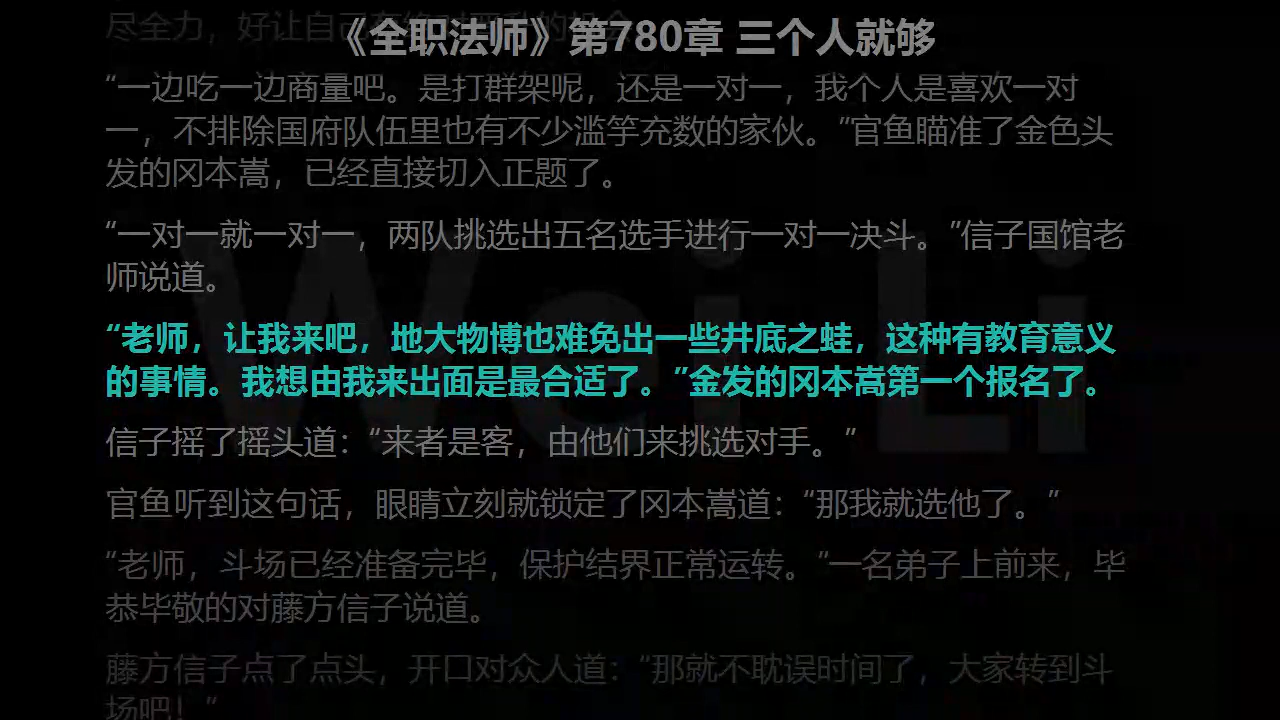 尽全力，好让自己
《全职法师》第780章 三个人就够
“一边吃一边商量吧。是打群架呢，还是一对一，我个人是喜欢一对
一，不排除国府队伍里也有不少滥竽充数的家伙。”官鱼瞄准了金色头
发的冈本嵩，已经直接切入正题了。
“一对一就一对一，两队挑选出五名选手进行一对一决斗。”信子国馆老
师说道。
“老师，让我来吧，地大物博也难免出一些井底之蛙，这种有教育意义
的事情。我想由我来出面是最合适了。”金发的冈本嵩第一个报名了。
信子摇了摇头道：“来者是客，由他们来挑选对手。”
官鱼听到这句话，眼睛立刻就锁定了冈本嵩道：“那我就选他了。”
“老师，斗场已经准备完毕，保护结界正常运转。”一名弟子上前来，毕
恭毕敬的对藤方信子说道。
藤方信子点了点头，开口对众人道：“那就不耽误时间了，大家转到斗
场吧！”
Wei Li